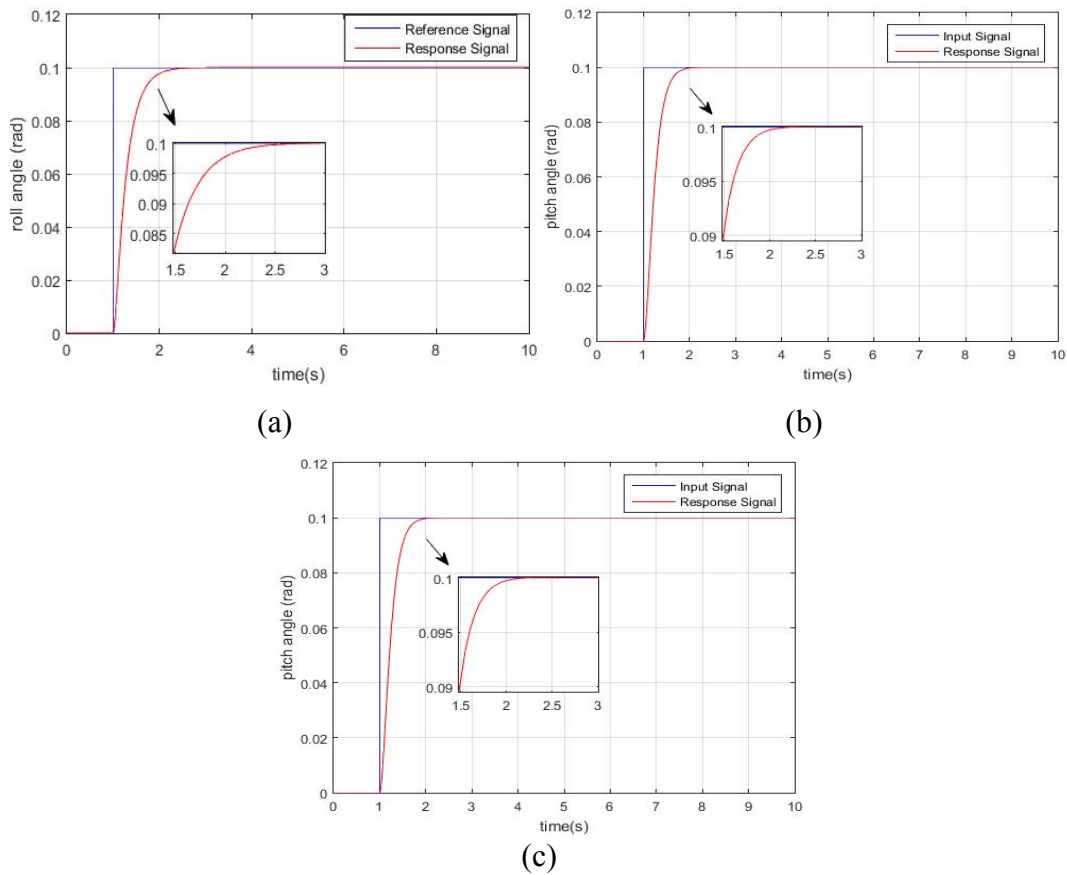 0.12
0.1
0.08
0.06
0.04
0.02
0
roll angle (rad)
Reference Signal
Response Signal
0.1
0.095
0.09
0.085
1.5 2 2.5 3
0 2 4 6 8 10
time(s)
(a)
0.12
0.1
0.08
0.06
0.04
0.02
0
pitch angle (rad)
Input Signal
Response Signal
0.1
0.095
0.09
1.5 2 2.5 3
0 1 2 3 4 5 6 7 8 9 10
time(s)
(b)
0.12
0.1
0.08
0.06
0.04
0.02
0
pitch angle (rad)
Input Signal
Response Signal
0.1
0.095
0.09
1.5 2 2.5 3
0 1 2 3 4 5 6 7 8 9 10
time(s)
(c)